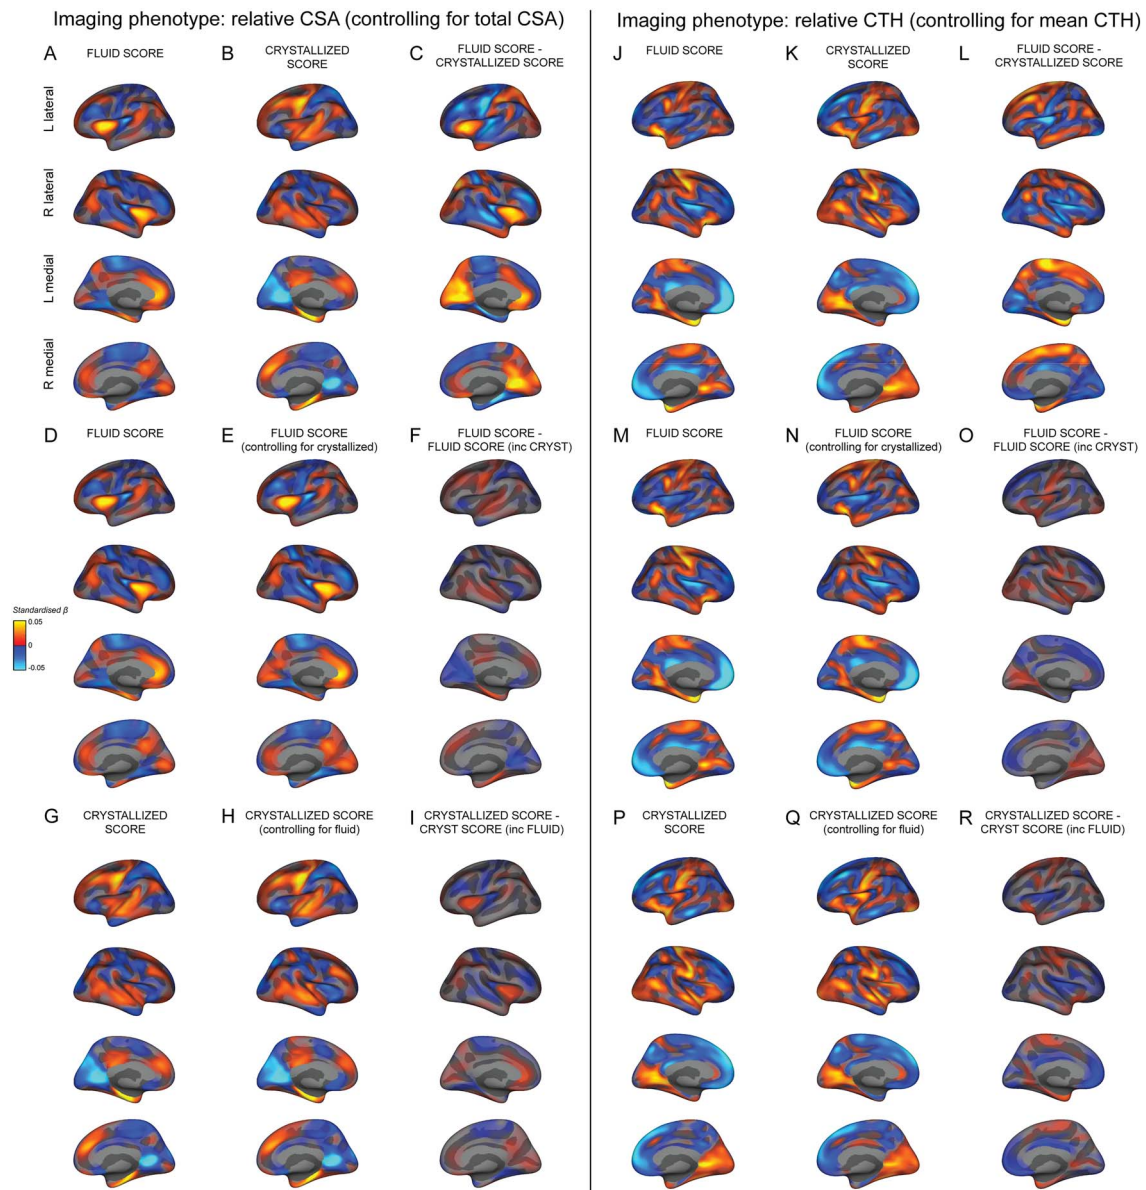 Imaging phenotype: relative CSA (controlling for total CSA)
Imaging phenotype: relative CTH (controlling for mean CTH)
A FLUID SCORE
B CRYSTALLIZED
SCORE
C FLUID SCORE -
CRYSTALLIZED SCORE
J FLUID SCORE
K CRYSTALLIZED
SCORE
L FLUID SCORE -
CRYSTALLIZED SCORE
L lateral
R lateral
L medial
R medial
D FLUID SCORE
E FLUID SCORE
(controlling for crystallized)
F FLUID SCORE -
FLUID SCORE (inc CRYST)
M FLUID SCORE
N FLUID SCORE
(controlling for crystallized)
O FLUID SCORE -
FLUID SCORE (inc CRYST)
Standardised β
0.05
0
-0.05
G CRYSTALLIZED
SCORE
H CRYSTALLIZED SCORE
(controlling for fluid)
I CRYSTALLIZED SCORE -
CRYST SCORE (inc FLUID)
P CRYSTALLIZED
SCORE
Q CRYSTALLIZED SCORE
(controlling for fluid)
R CRYSTALLIZED SCORE -
CRYST SCORE (inc FLUID)